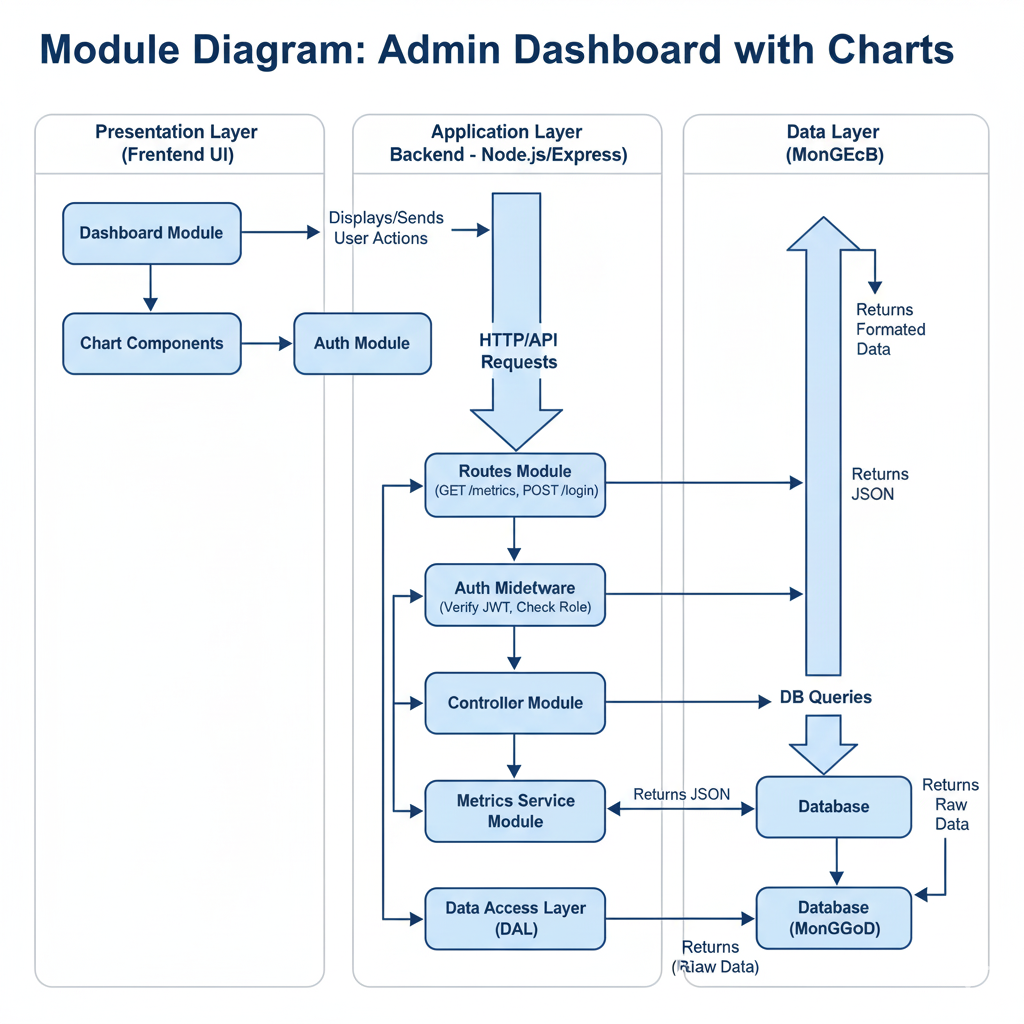 Module Diagram: Admin Dashboard with Charts
Presentation Layer
(Frentend UI)
Application Layer
Backend - Node.js/Express)
Data Layer
(MonGEcB)
Dashboard Module
Displays/Sends
User Actions
Chart Components
Auth Module
HTTP/API
Requests
Returns
Formated
Data
Routes Module
(GET /metrics, POST /login)
Returns
JSON
Auth Midetware
(Verify JWT, Check Role)
Controller Module
DB Queries
Metrics Service
Module
Returns JSON
Database
Returns
Raw
Data
Data Access Layer
(DAL)
Database
(MonGGoD)
Returns
Data)